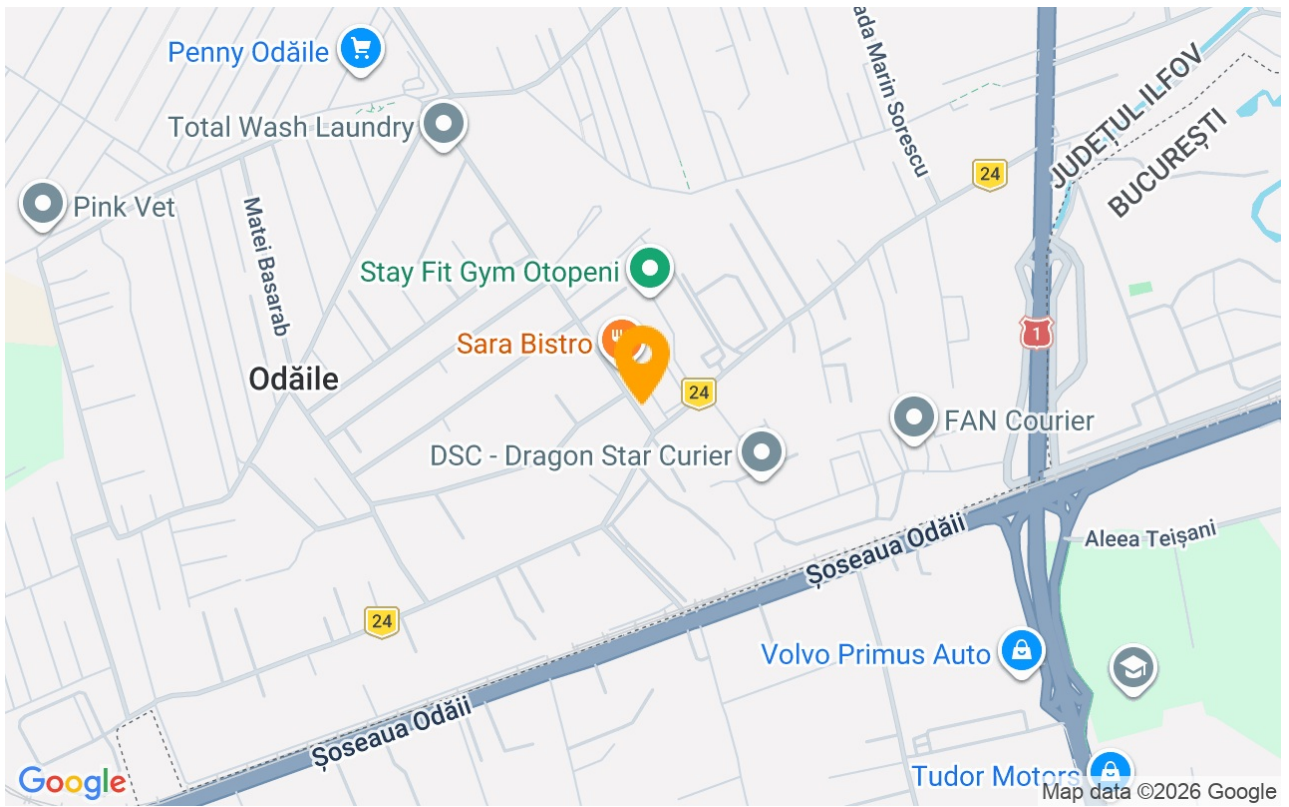 ada Marin Sorescu
Penny Odăile
JUDEȚUL ILFOV
BUCUREȘTI
Total Wash Laundry
24
Pink Vet
Matei Basarab
Stay Fit Gym Otopeni
1
Sara Bistro
Odăile
24
FAN Courier
DSC - Dragon Star Curier
Șoseaua Odăii
Aleea Teișani
24
Volvo Primus Auto
Șoseaua Odăii
Google
Tudor Motors
Map data ©2026 Google